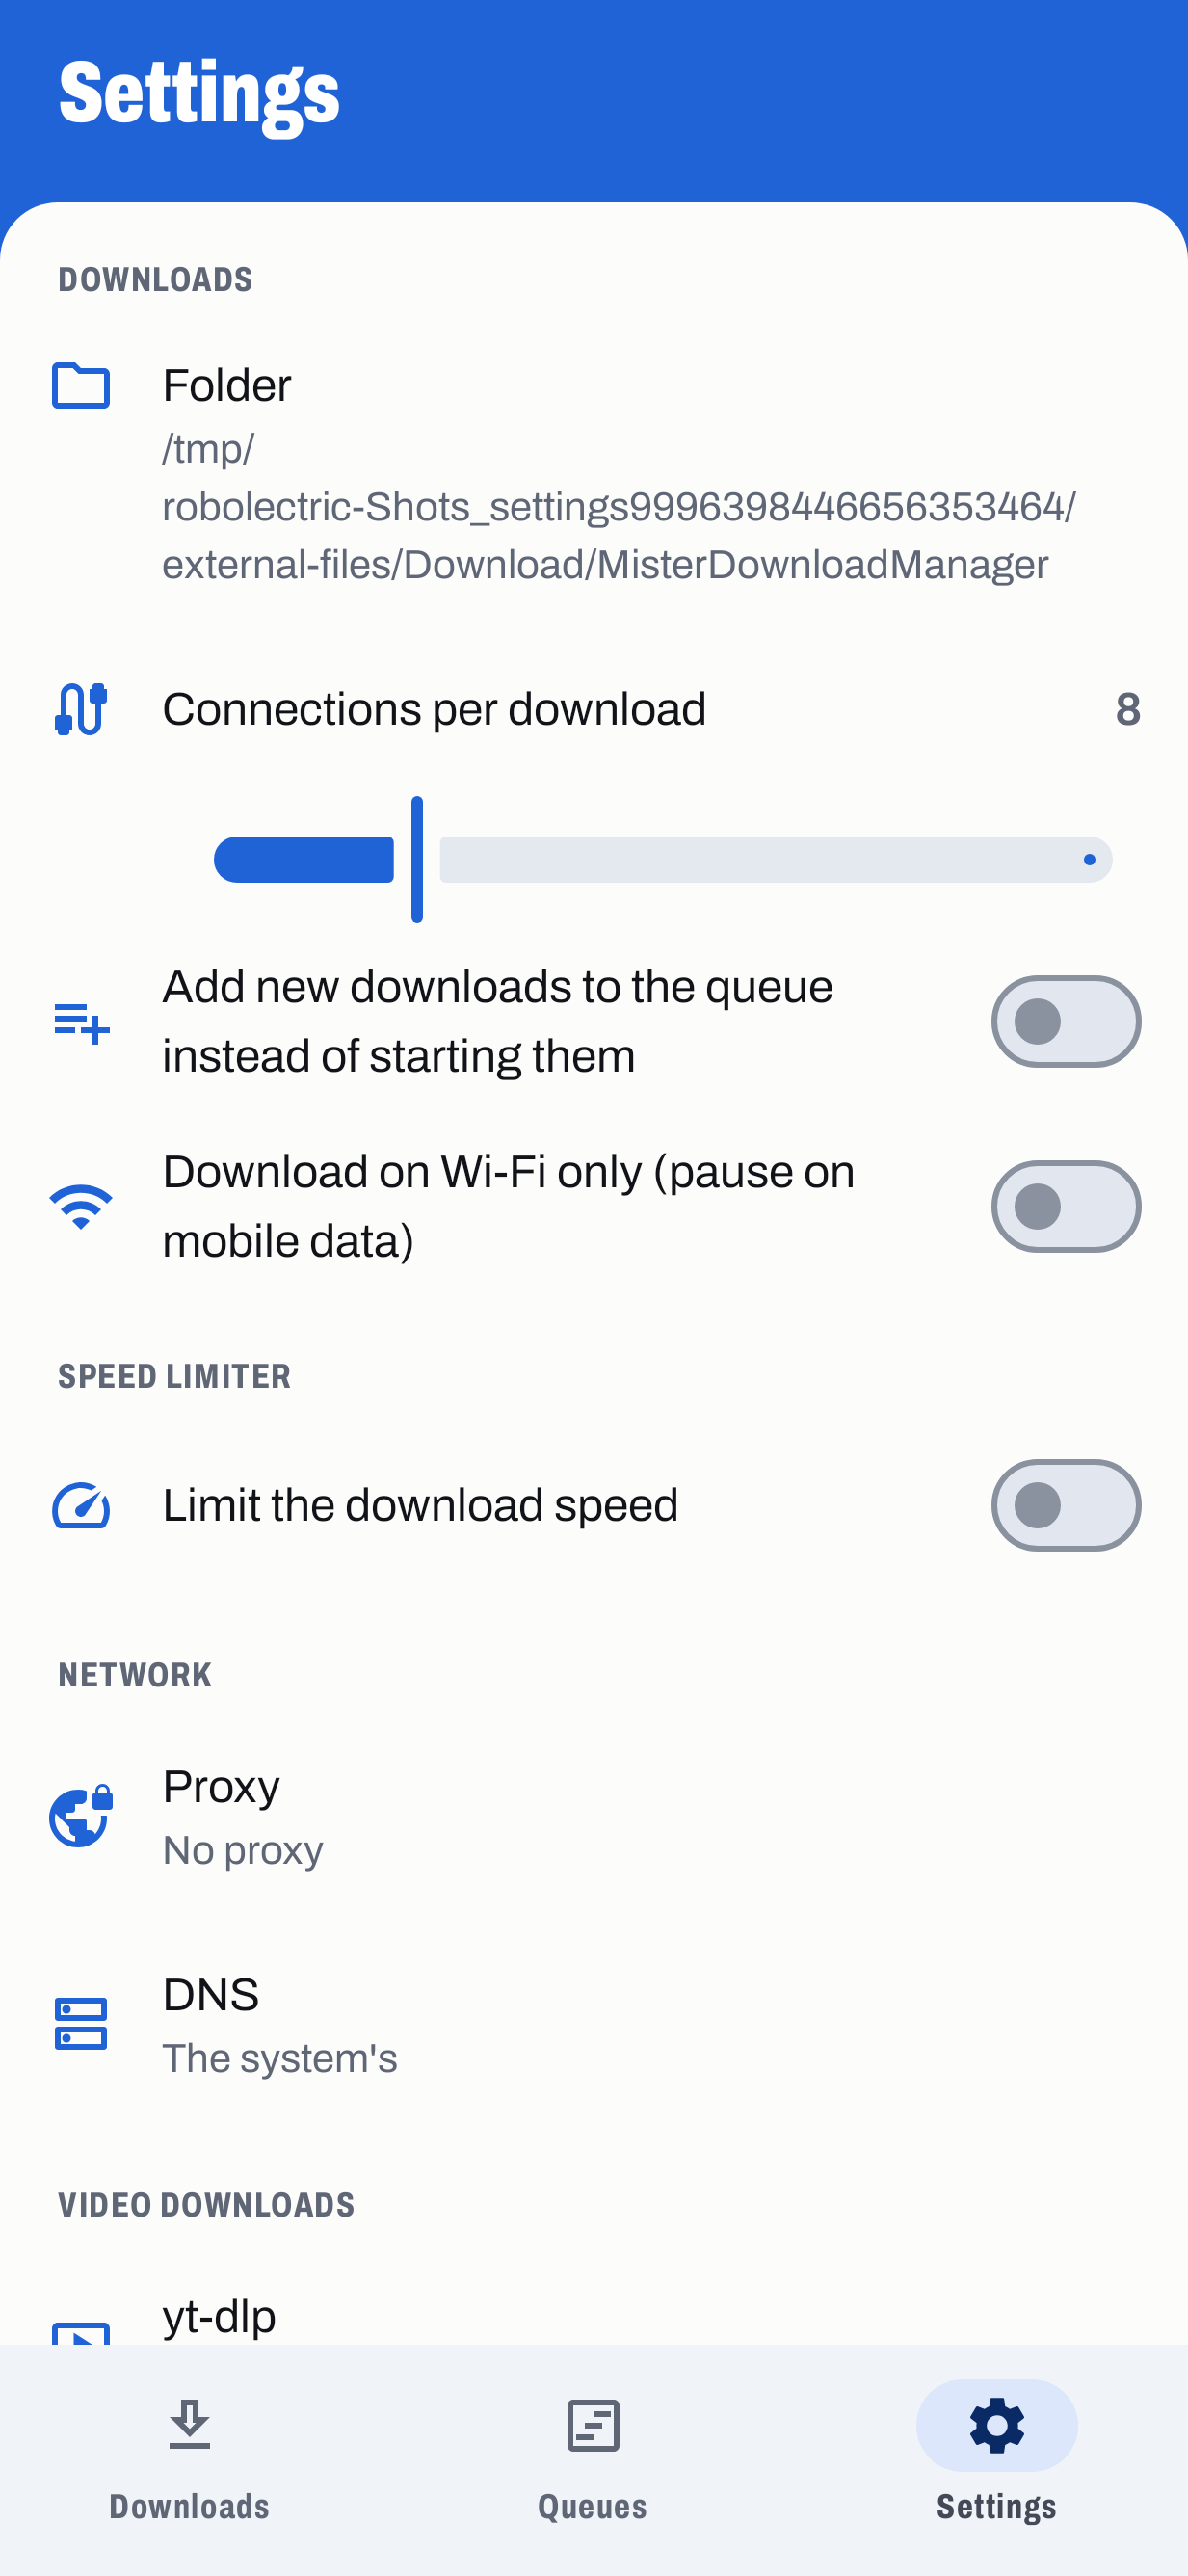 Settings
DOWNLOADS
Folder
/tmp/
robolectric-Shots_settings9996398446656353464/
external-files/Download/MisterDownloadManager
Connections per download
8
Add new downloads to the queue
instead of starting them
Download on Wi-Fi only (pause on
mobile data)
SPEED LIMITER
Limit the download speed
NETWORK
Proxy
No proxy
DNS
The system's
VIDEO DOWNLOADS
yt-dlp
Downloads
Queues
Settings